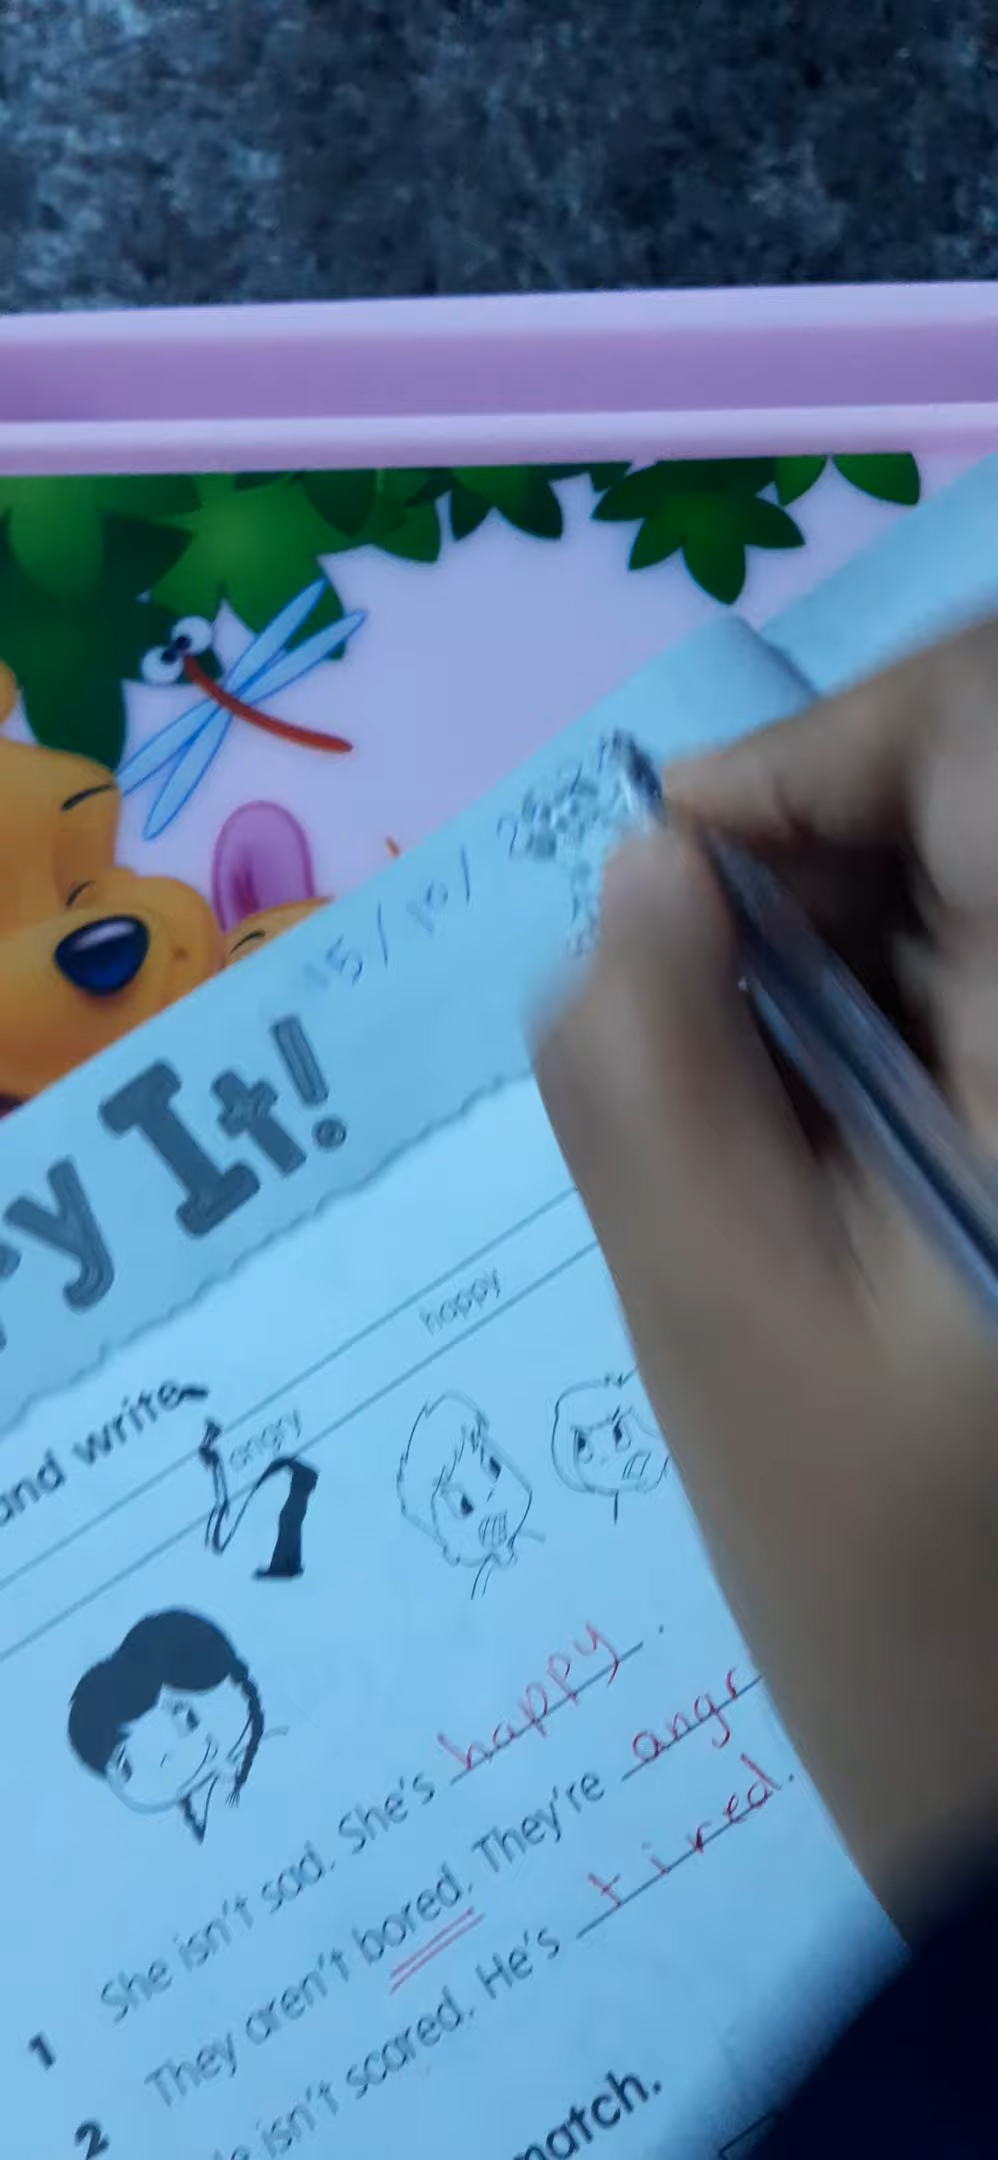 15/10/
y It!
and write
happy
angry
1 She isn't sad. She's happy.
2 They aren't bored. They're angr
isn't scared. He's tired.
match.